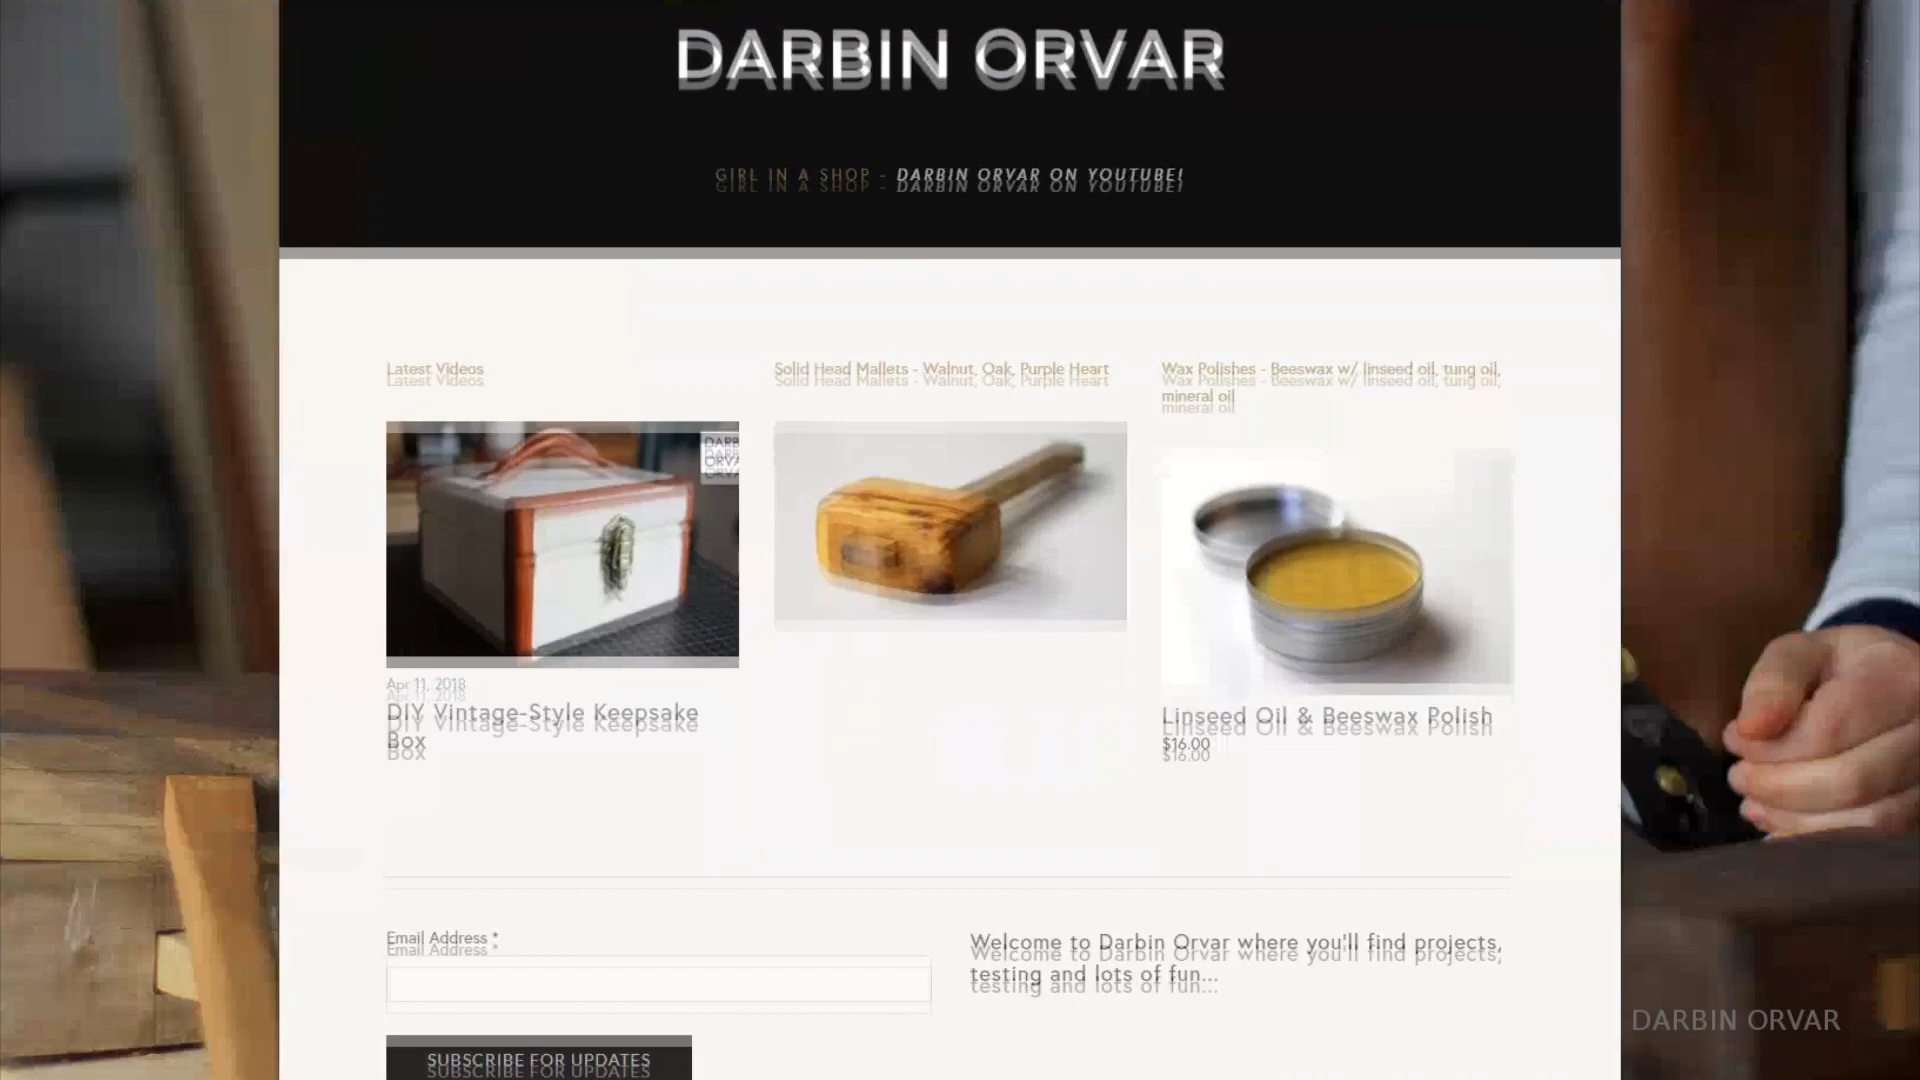 DARBIN ORVAR
GIRL IN A SHOP - DARBIN ORVAR ON YOUTUBE!
Latest Videos
Solid Head Mallets - Walnut, Oak, Purple Heart
Wax Polishes - Beeswax w/ linseed oil, tung oil,
mineral oil
Apr 11, 2018
DIY Vintage-Style Keepsake
Box
Linseed Oil & Beeswax Polish
$16.00
Email Address *
Welcome to Darbin Orvar where you'll find projects,
testing and lots of fun...
SUBSCRIBE FOR UPDATES
DARBIN ORVAR